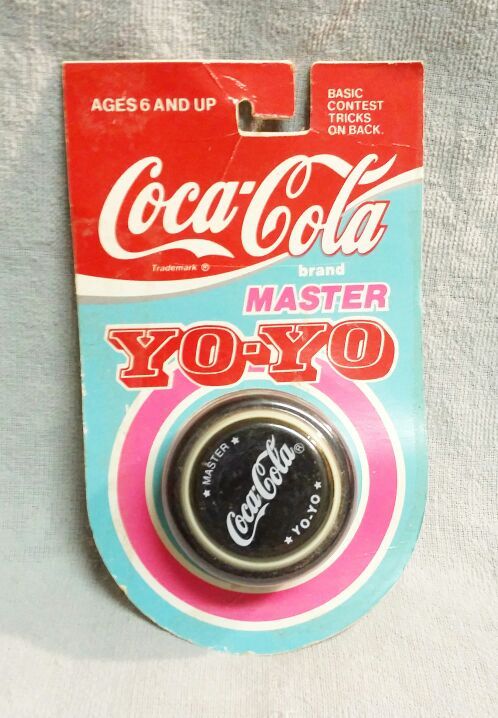 AGES 6 AND UP
BASIC
CONTEST
TRICKS
ON BACK.
Coca-Cola
Trademark ®
brand
MASTER
YO-YO
★ MASTER ★
Coca-Cola®
★ YO-YO ★